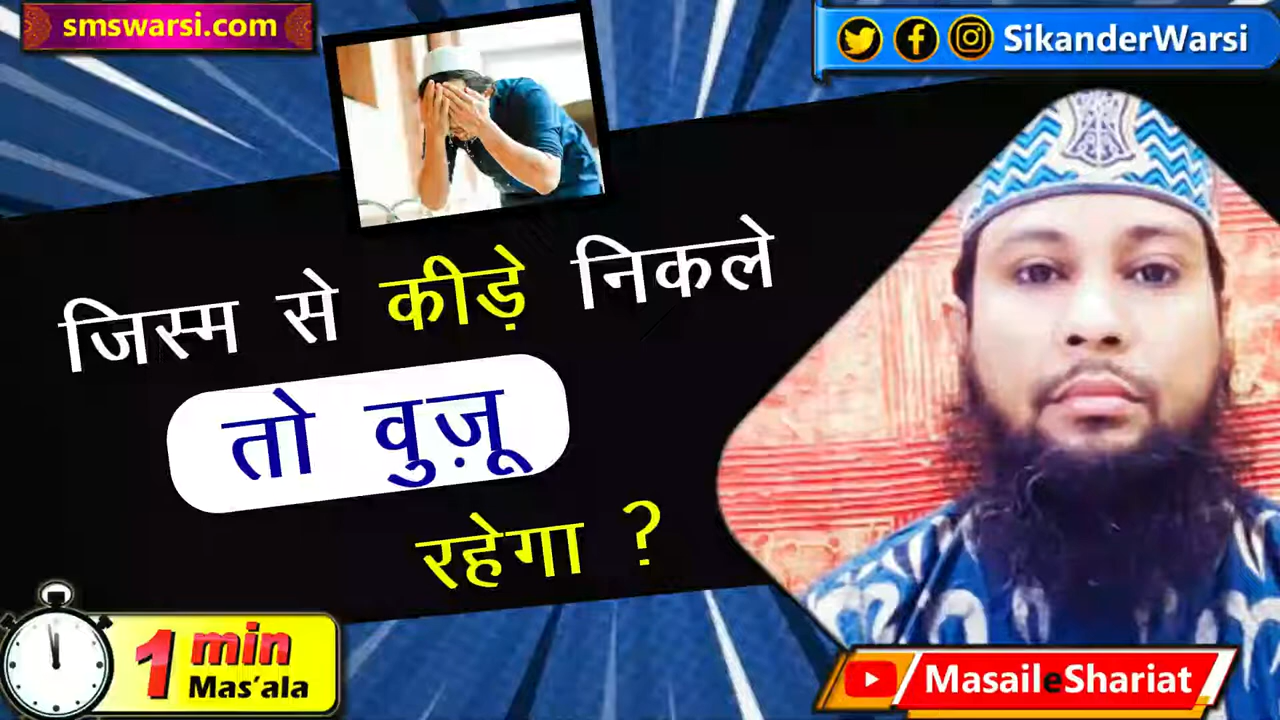 smswarsi.com
SikanderWarsi
जिस्म से कीड़े निकले
तो वुज़ू
रहेगा ?
1 min
Mas'ala
MasaileShariat